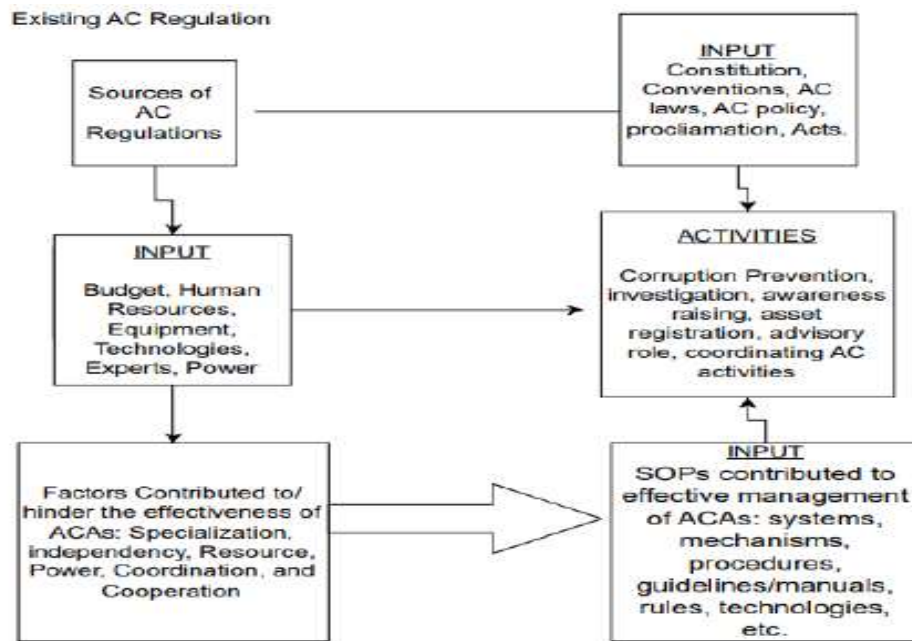 Existing AC Regulation
Sources of
AC
Regulations
INPUT
Constitution,
Conventions, AC
laws, AC policy,
procliamation, Acts.
INPUT
Budget, Human
Resources,
Equipment,
Technologies,
Experts, Power
ACTIVITIES
Corruption Prevention,
investigation, awareness
raising, asset
registration, advisory
role, coordinating AC
activities
Factors Contributed to/
hinder the effectiveness of
ACAs: Specialization,
independency, Resource,
Power, Coordination, and
Cooperation
INPUT
SOPs contributed to
effective management
of ACAs: systems,
mechanisms,
procedures,
guidelines/manuals,
rules, technologies,
etc.